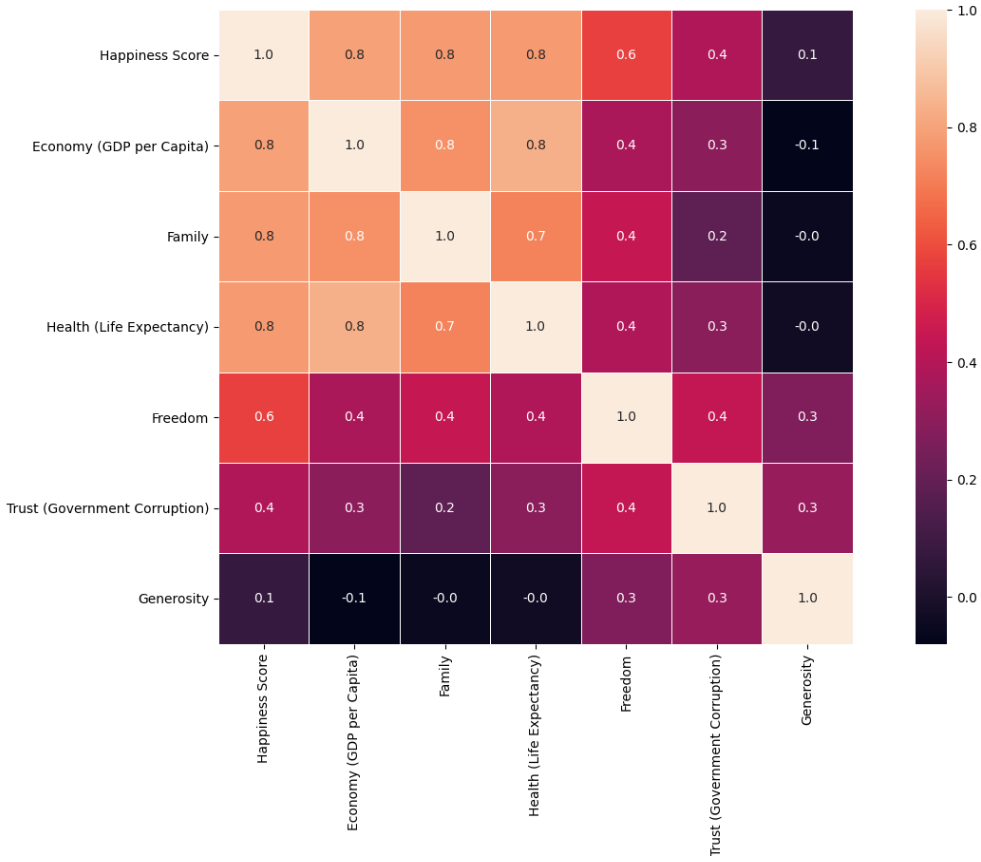 Happiness Score 1.0 0.8 0.8 0.8 0.6 0.4 0.1
Economy (GDP per Capita) 0.8 1.0 0.8 0.8 0.4 0.3 -0.1
Family 0.8 0.8 1.0 0.7 0.4 0.2 -0.0
Health (Life Expectancy) 0.8 0.8 0.7 1.0 0.4 0.3 -0.0
Freedom 0.6 0.4 0.4 0.4 1.0 0.4 0.3
Trust (Government Corruption) 0.4 0.3 0.2 0.3 0.4 1.0 0.3
Generosity 0.1 -0.1 -0.0 -0.0 0.3 0.3 1.0
Happiness Score
Economy (GDP per Capita)
Family
Health (Life Expectancy)
Freedom
Trust (Government Corruption)
Generosity
1.0
0.8
0.6
0.4
0.2
0.0